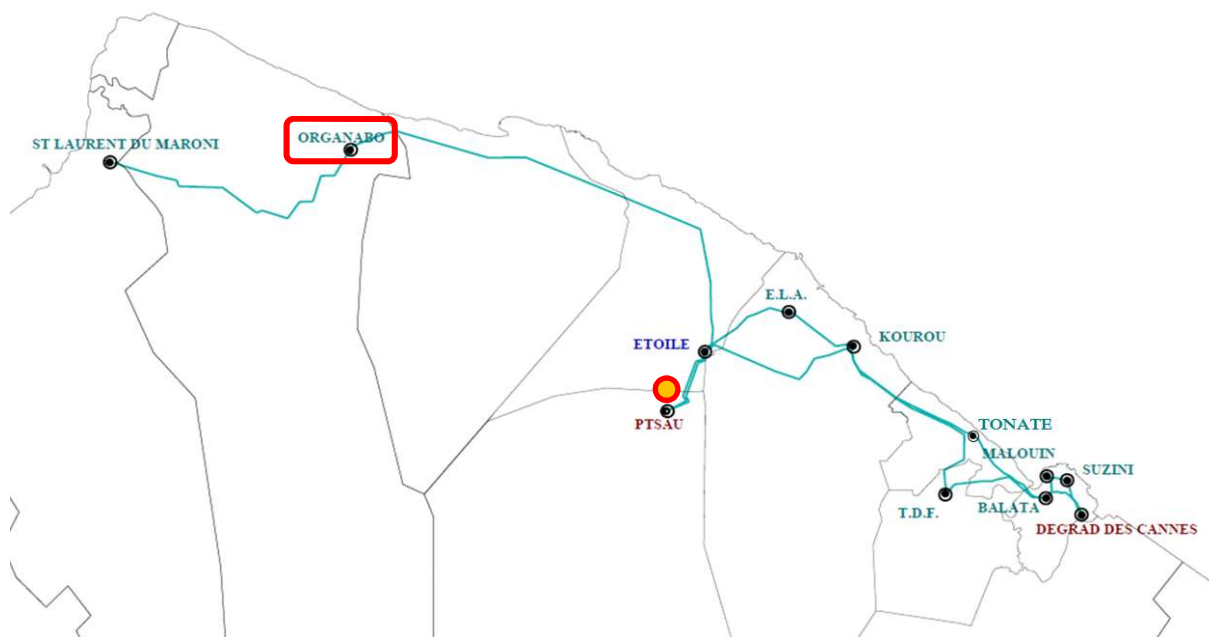 ORGANABO
ST LAURENT DU MARONI
E.L.A.
ETOILE
KOUROU
PTSAU
TONATE
MALOUIN
SUZINI
T.D.F.
BALATA
DEGRAD DES CANNES